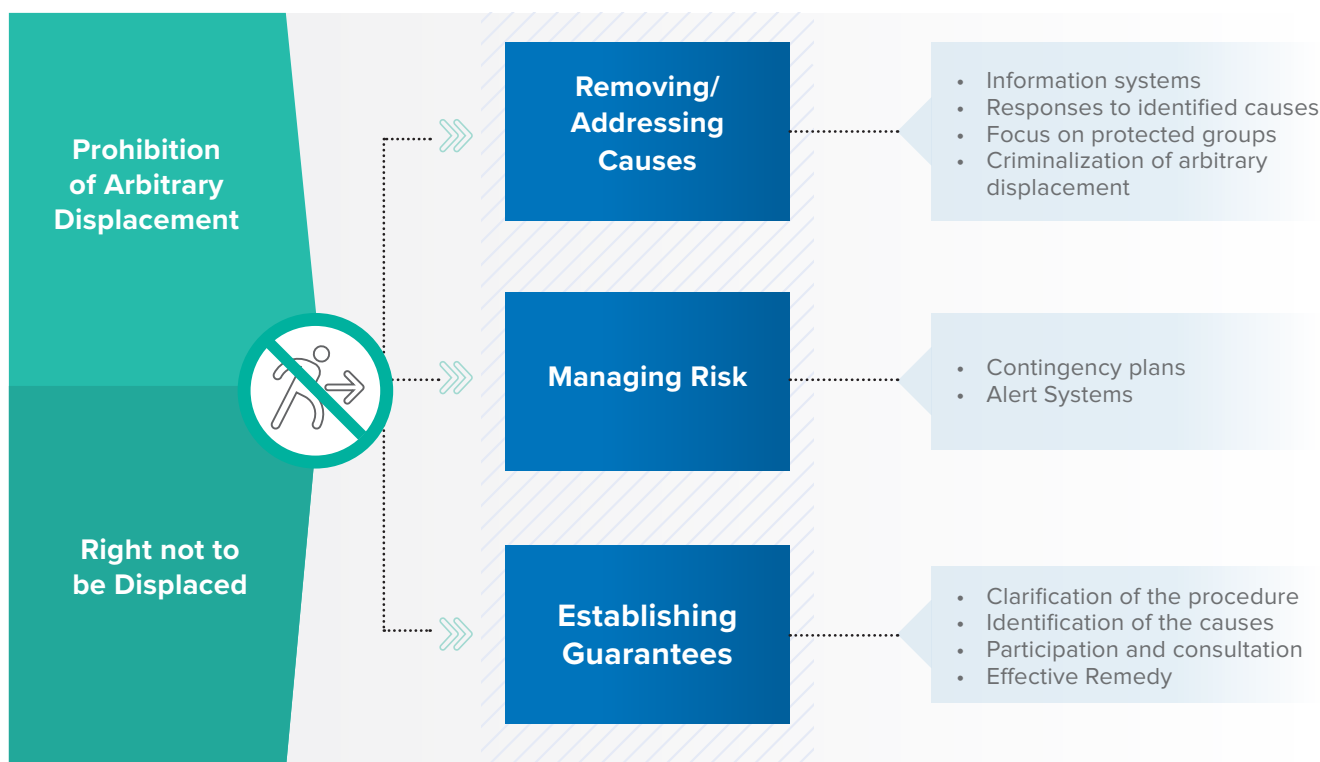 Prohibition
of Arbitrary
Displacement
Right not to
be Displaced
Removing/
Addressing
Causes
• Information systems
• Responses to identified causes
• Focus on protected groups
• Criminalization of arbitrary
displacement
Managing Risk
• Contingency plans
• Alert Systems
Establishing
Guarantees
• Clarification of the procedure
• Identification of the causes
• Participation and consultation
• Effective Remedy